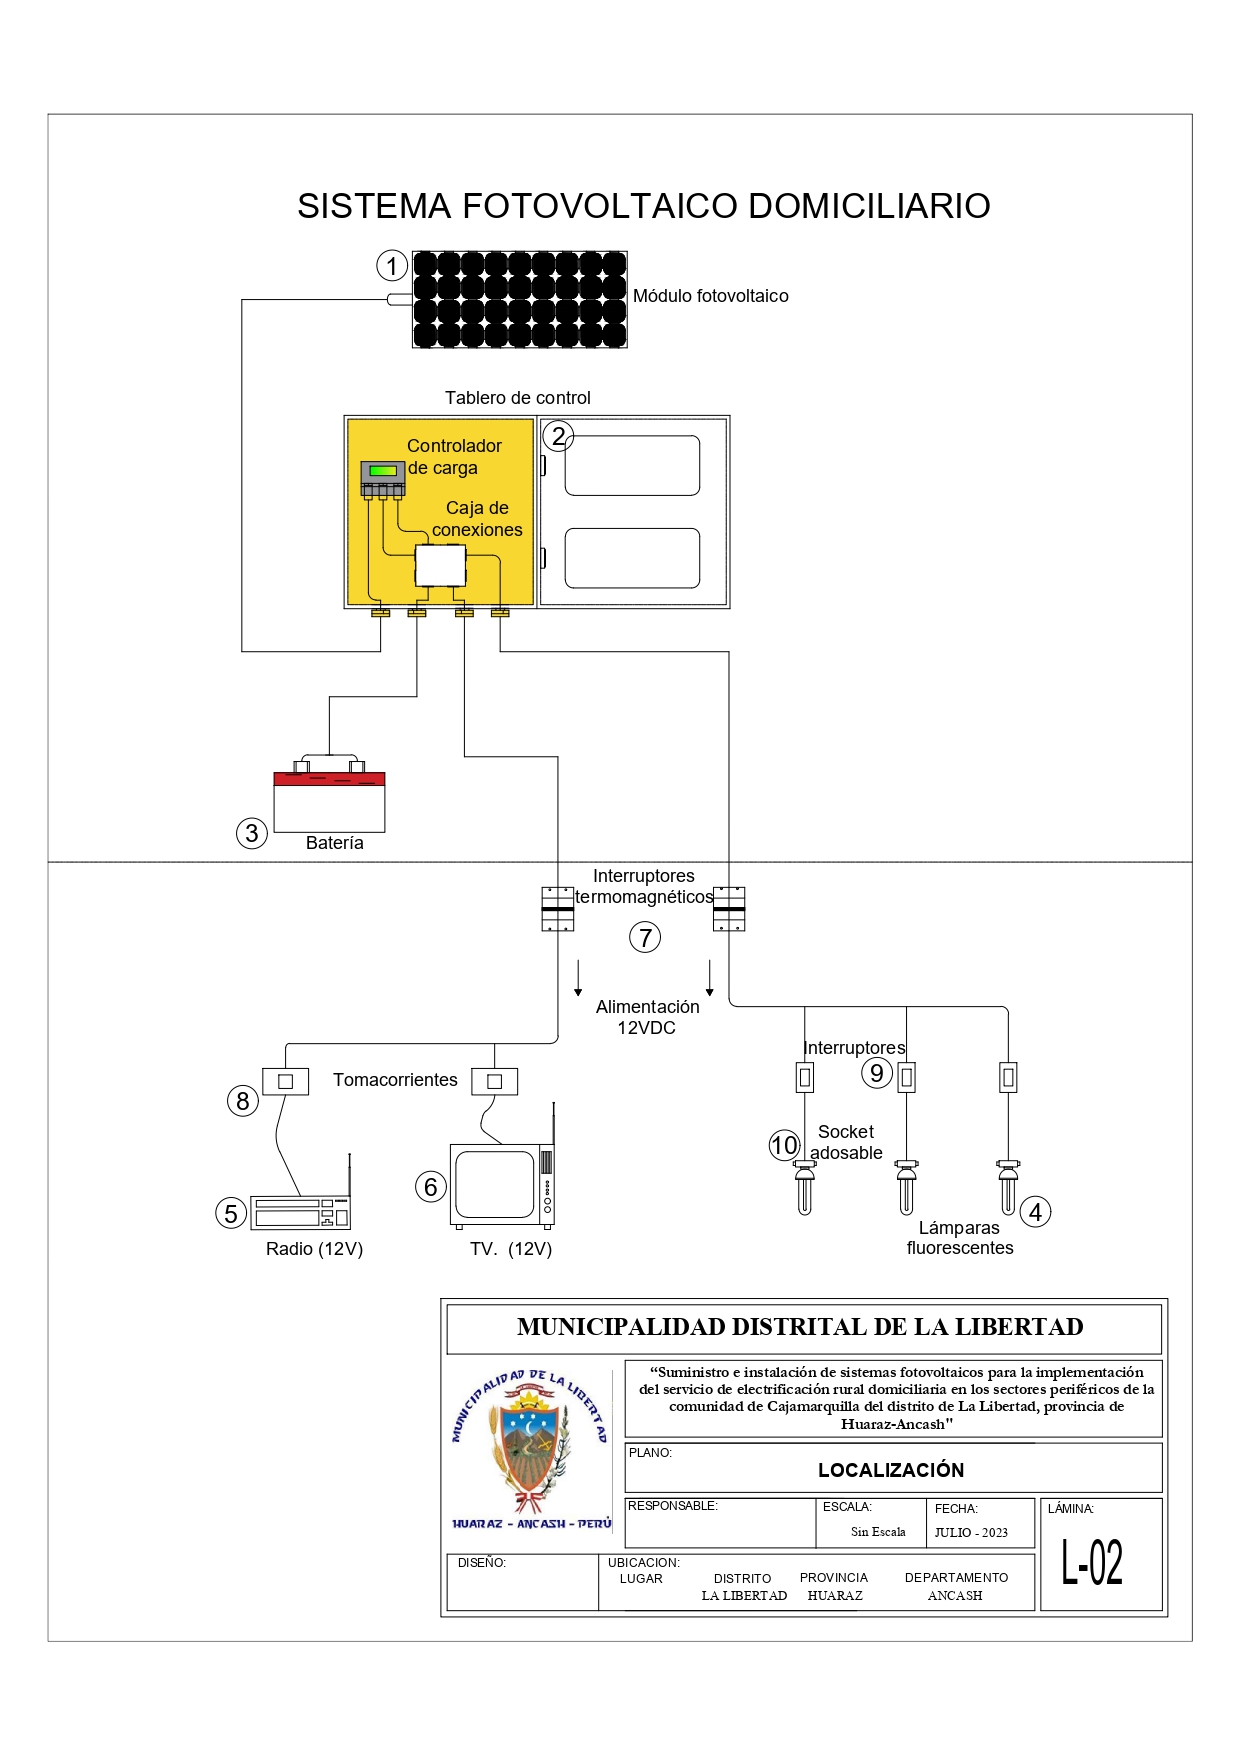 SISTEMA FOTOVOLTAICO DOMICILIARIO
1
Módulo fotovoltaico
Tablero de control
2
Controlador
de carga
Caja de
conexiones
3
Batería
Interruptores
termomagnéticos
7
Alimentación
12VDC
Interruptores
9
Tomacorrientes
8
10
Socket
adosable
6
5
4
Radio (12V)
TV. (12V)
Lámparas
fluorescentes
MUNICIPALIDAD DISTRITAL DE LA LIBERTAD
MUNICIPALIDAD DE LA LIBERTAD
HUARAZ - ANCASH - PERÚ
“Suministro e instalación de sistemas fotovoltaicos para la implementación
del servicio de electrificación rural domiciliaria en los sectores periféricos de la
comunidad de Cajamarquilla del distrito de La Libertad, provincia de
Huaraz-Ancash"
PLANO:
LOCALIZACIÓN
RESPONSABLE:
ESCALA:
Sin Escala
FECHA:
JULIO - 2023
LÁMINA:
L-02
DISEÑO:
UBICACION:
LUGAR
DISTRITO
LA LIBERTAD
PROVINCIA
HUARAZ
DEPARTAMENTO
ANCASH